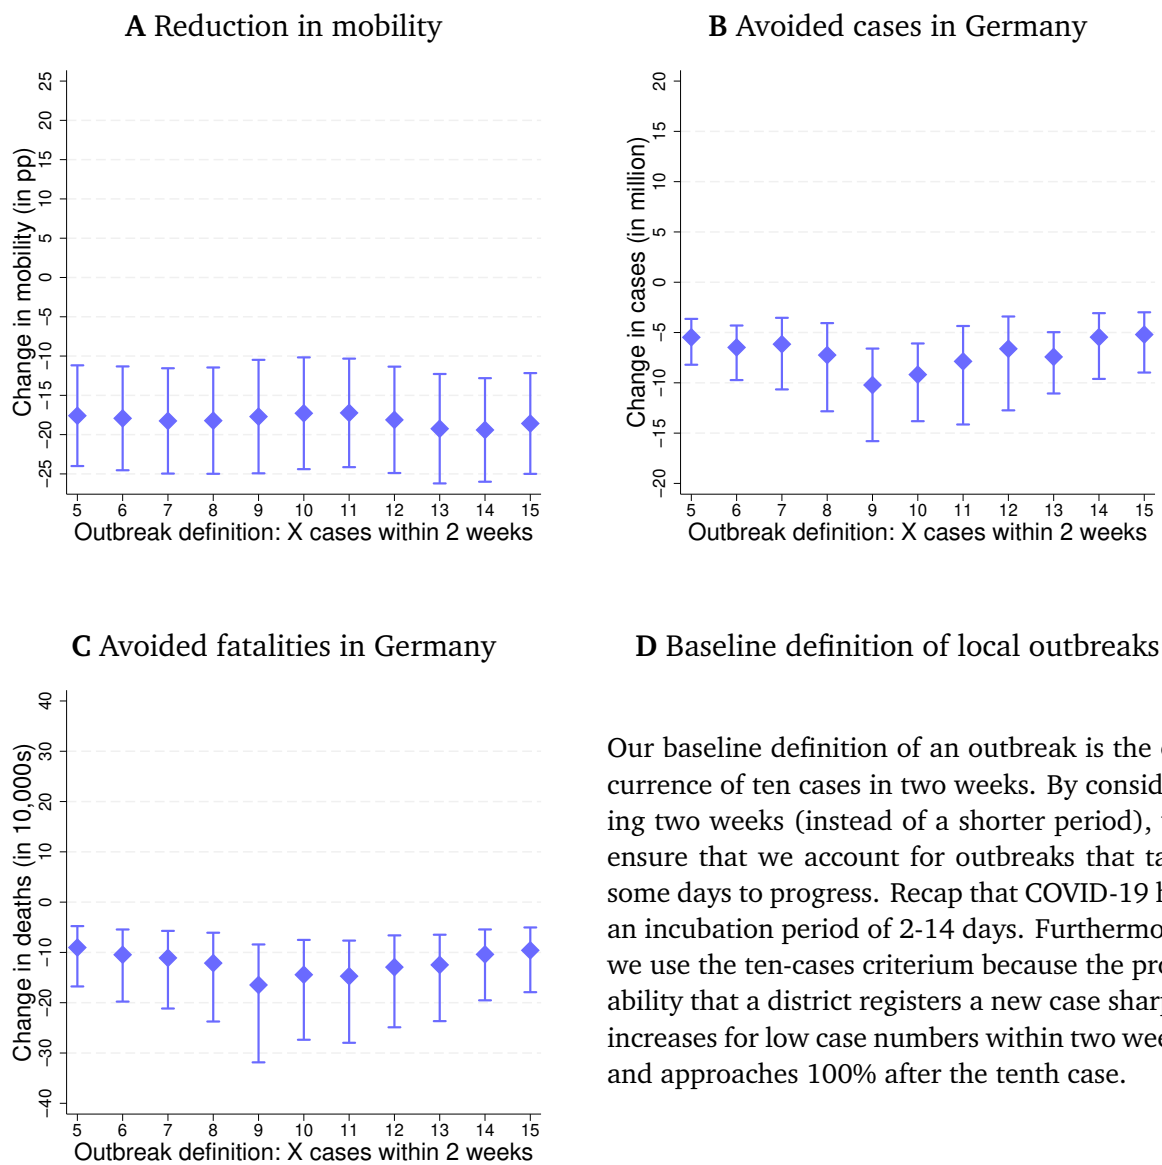 A Reduction in mobility
Change in mobility (in pp)
25
20
15
10
5
0
−5
−10
−15
−20
−25
5 6 7 8 9 10 11 12 13 14 15
Outbreak definition: X cases within 2 weeks
B Avoided cases in Germany
Change in cases (in million)
20
15
10
5
0
−5
−10
−15
−20
5 6 7 8 9 10 11 12 13 14 15
Outbreak definition: X cases within 2 weeks
C Avoided fatalities in Germany
Change in deaths (in 10,000s)
40
30
20
10
0
−10
−20
−30
−40
5 6 7 8 9 10 11 12 13 14 15
Outbreak definition: X cases within 2 weeks
D Baseline definition of local outbreaks
Our baseline definition of an outbreak is the
currence of ten cases in two weeks. By consid
ing two weeks (instead of a shorter period),
ensure that we account for outbreaks that ta
some days to progress. Recap that COVID-19
an incubation period of 2-14 days. Furthermo
we use the ten-cases criterium because the pro
ability that a district registers a new case shar
increases for low case numbers within two wee
and approaches 100% after the tenth case.